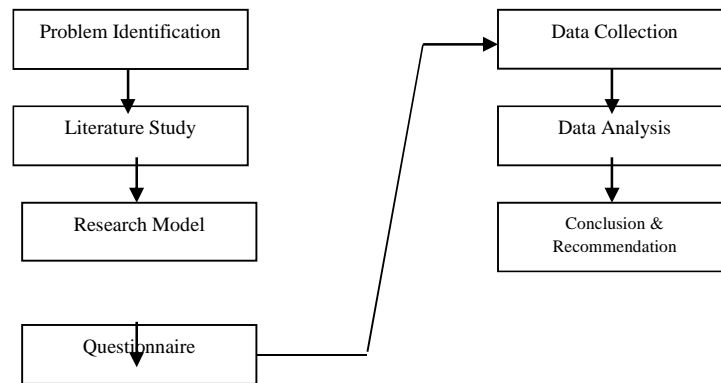 Problem Identification
Literature Study
Research Model
Questionnaire
Data Collection
Data Analysis
Conclusion &
Recommendation